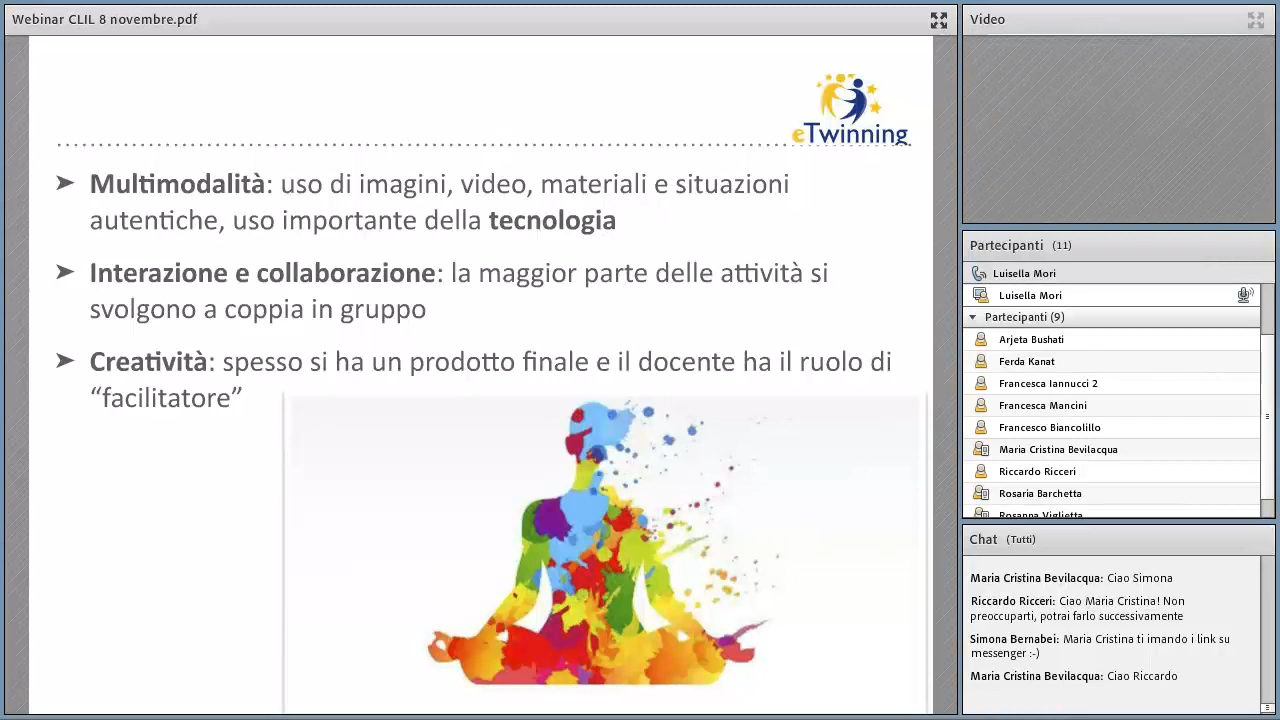 Webinar CLIL 8 novembre.pdf
eTwinning
➤ Multimodalità: uso di imagini, video, materiali e situazioni
autentiche, uso importante della tecnologia
➤ Interazione e collaborazione: la maggior parte delle attività si
svolgono a coppia in gruppo
➤ Creatività: spesso si ha un prodotto finale e il docente ha il ruolo di
“facilitatore”
Video
Partecipanti (11)
Luisella Mori
Luisella Mori
Partecipanti (9)
Arjeta Bushati
Ferda Kanat
Francesca Iannucci 2
Francesca Mancini
Francesco Biancolillo
Maria Cristina Bevilacqua
Riccardo Ricceri
Rosaria Barchetta
Rosanna Viglietta
Chat (Tutti)
Maria Cristina Bevilacqua: Ciao Simona
Riccardo Ricceri: Ciao Maria Cristina! Non
preoccuparti, potrai farlo successivamente
Simona Bernabei: Maria Cristina ti imando i link su
messenger :-)
Maria Cristina Bevilacqua: Ciao Riccardo